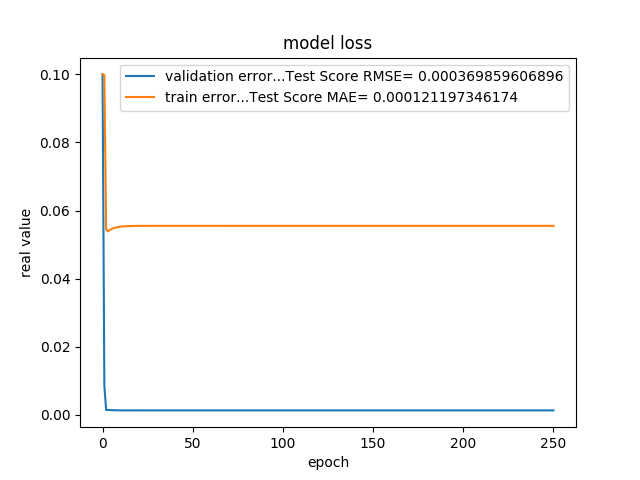 model loss
validation error...Test Score RMSE= 0.000369859606896
train error...Test Score MAE= 0.000121197346174
real value
0.10
0.08
0.06
0.04
0.02
0.00
0
50
100
150
200
250
epoch